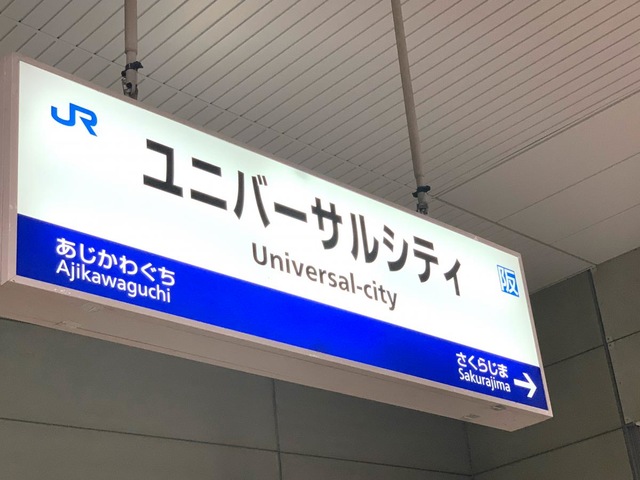 JR
ユニバーサルシティ
Universal-city
阪
あじかわぐち
Ajikawaguchi
さくらじま
Sakurajima →